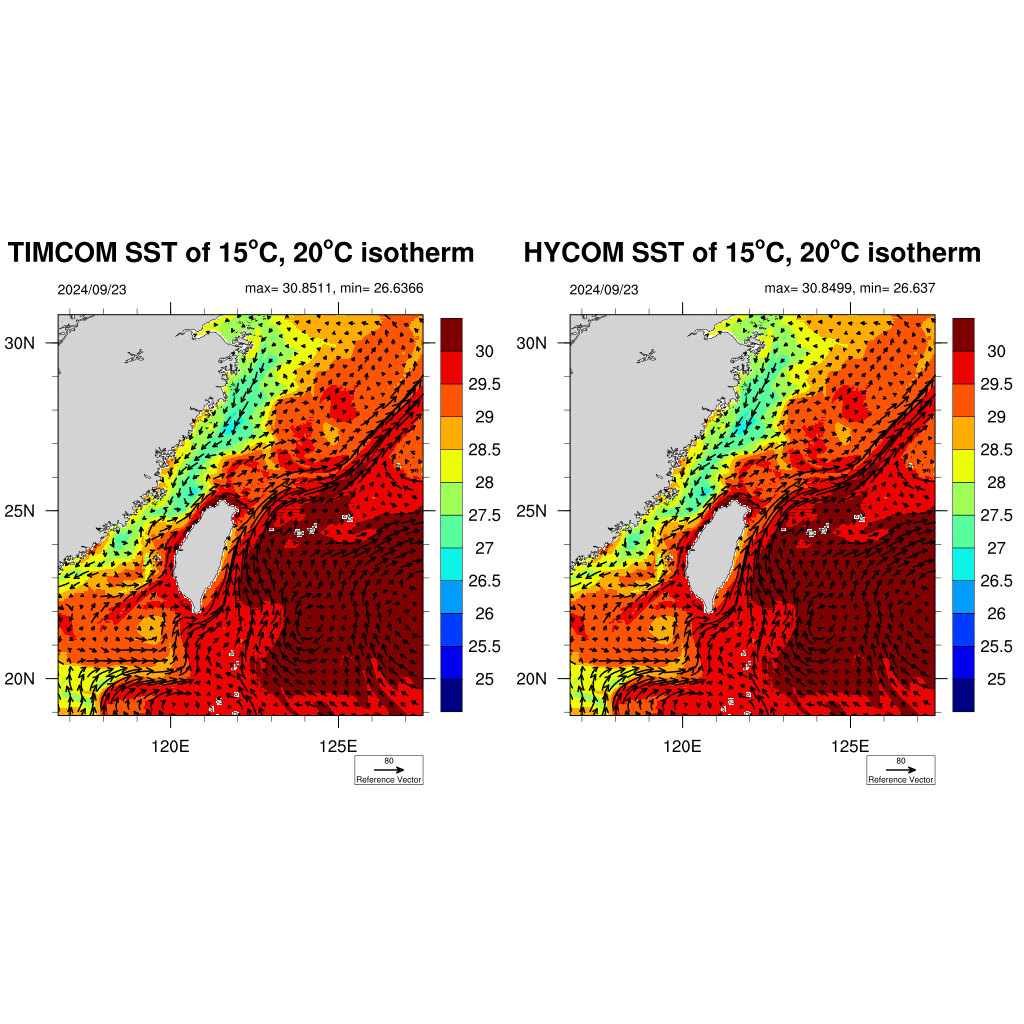 TIMCOM SST of 15°C, 20°C isotherm
2024/09/23
max= 30.8511, min= 26.6366
30N
25N
20N
120E
125E
30
29.5
29
28.5
28
27.5
27
26.5
26
25.5
25
80
Reference Vector
HYCOM SST of 15°C, 20°C isotherm
2024/09/23
max= 30.8499, min= 26.637
30N
25N
20N
120E
125E
30
29.5
29
28.5
28
27.5
27
26.5
26
25.5
25
80
Reference Vector